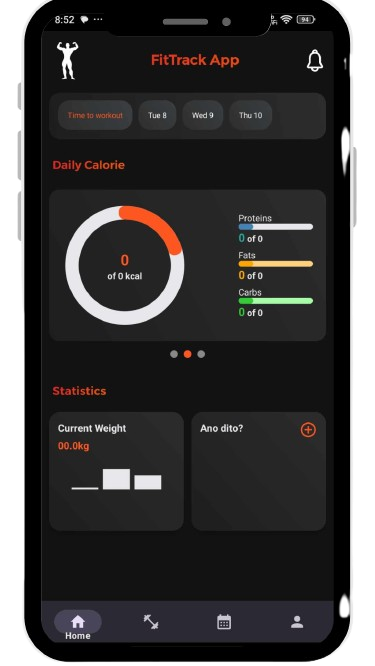 8:52
94
FitTrack App
Time to workout
Tue 8
Wed 9
Thu 10
Daily Calorie
0
of 0 kcal
Proteins
0 of 0
Fats
0 of 0
Carbs
0 of 0
Statistics
Current Weight
00.0kg
Ano dito?
Home